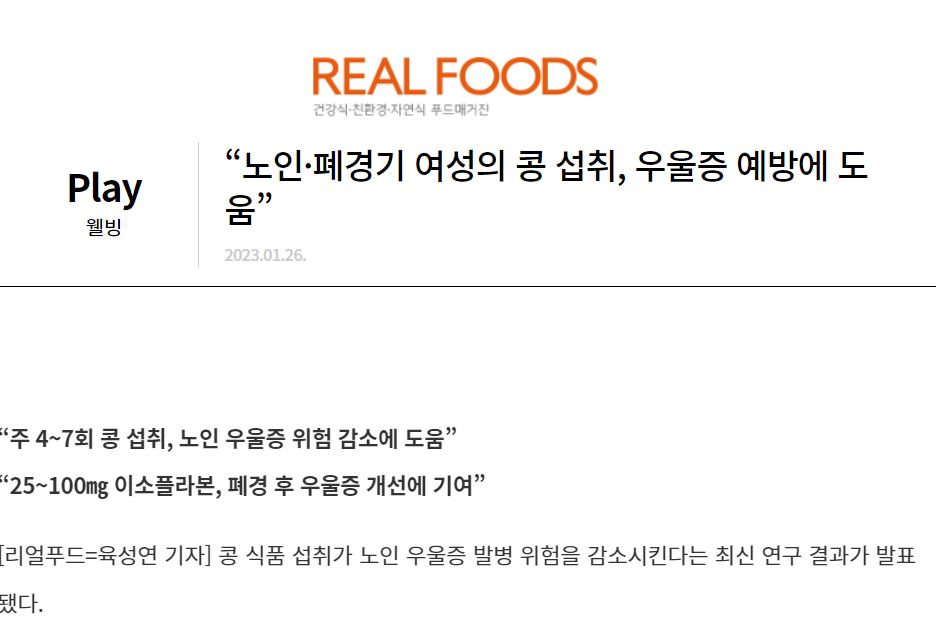 REAL FOODS
건강식·친환경·자연식 푸드매거진
Play
웰빙
“노인·폐경기 여성의 콩 섭취, 우울증 예방에 도
움”
2023.01.26.
“주 4~7회 콩 섭취, 노인 우울증 위험 감소에 도움”
“25~100㎎ 이소플라본, 폐경 후 우울증 개선에 기여”
[리얼푸드=육성연 기자] 콩 식품 섭취가 노인 우울증 발병 위험을 감소시킨다는 최신 연구 결과가 발표
됐다.